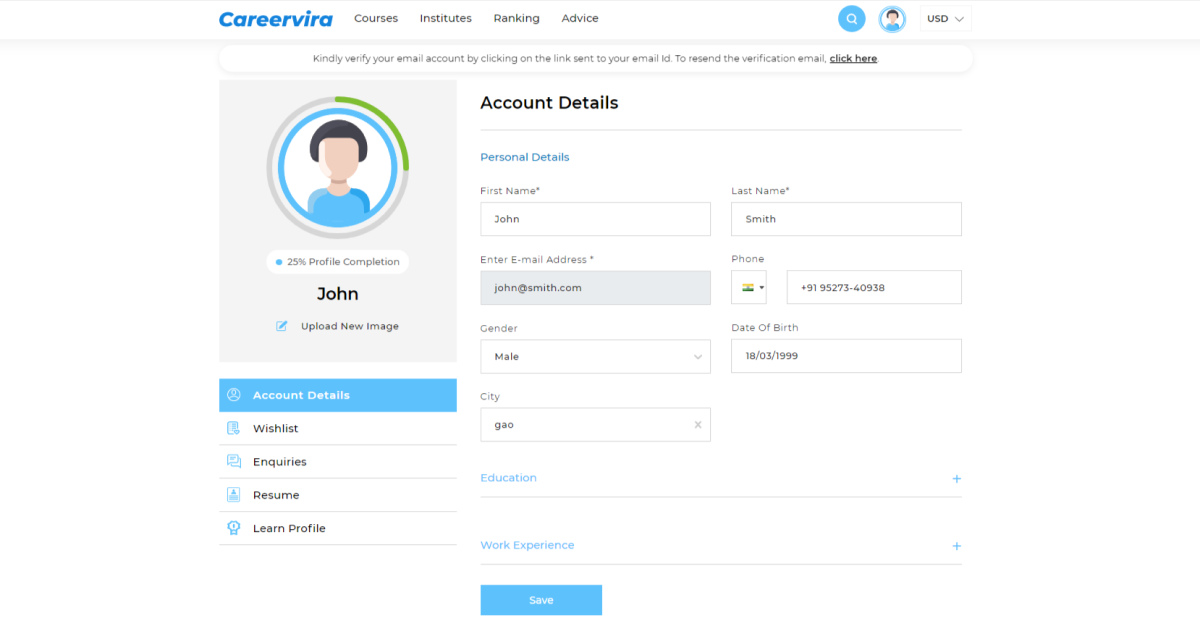 Careervira Courses Institutes Ranking Advice USD
Kindly verify your email account by clicking on the link sent to your email Id. To resend the verification email, click here.
25% Profile Completion
John
Upload New Image
Account Details
Wishlist
Enquiries
Resume
Learn Profile
Account Details
Personal Details
First Name* Last Name*
John Smith
Enter E-mail Address * Phone
john@smith.com +91 95273-40938
Gender Date Of Birth
Male 18/03/1999
City
gao
Education
Work Experience
Save